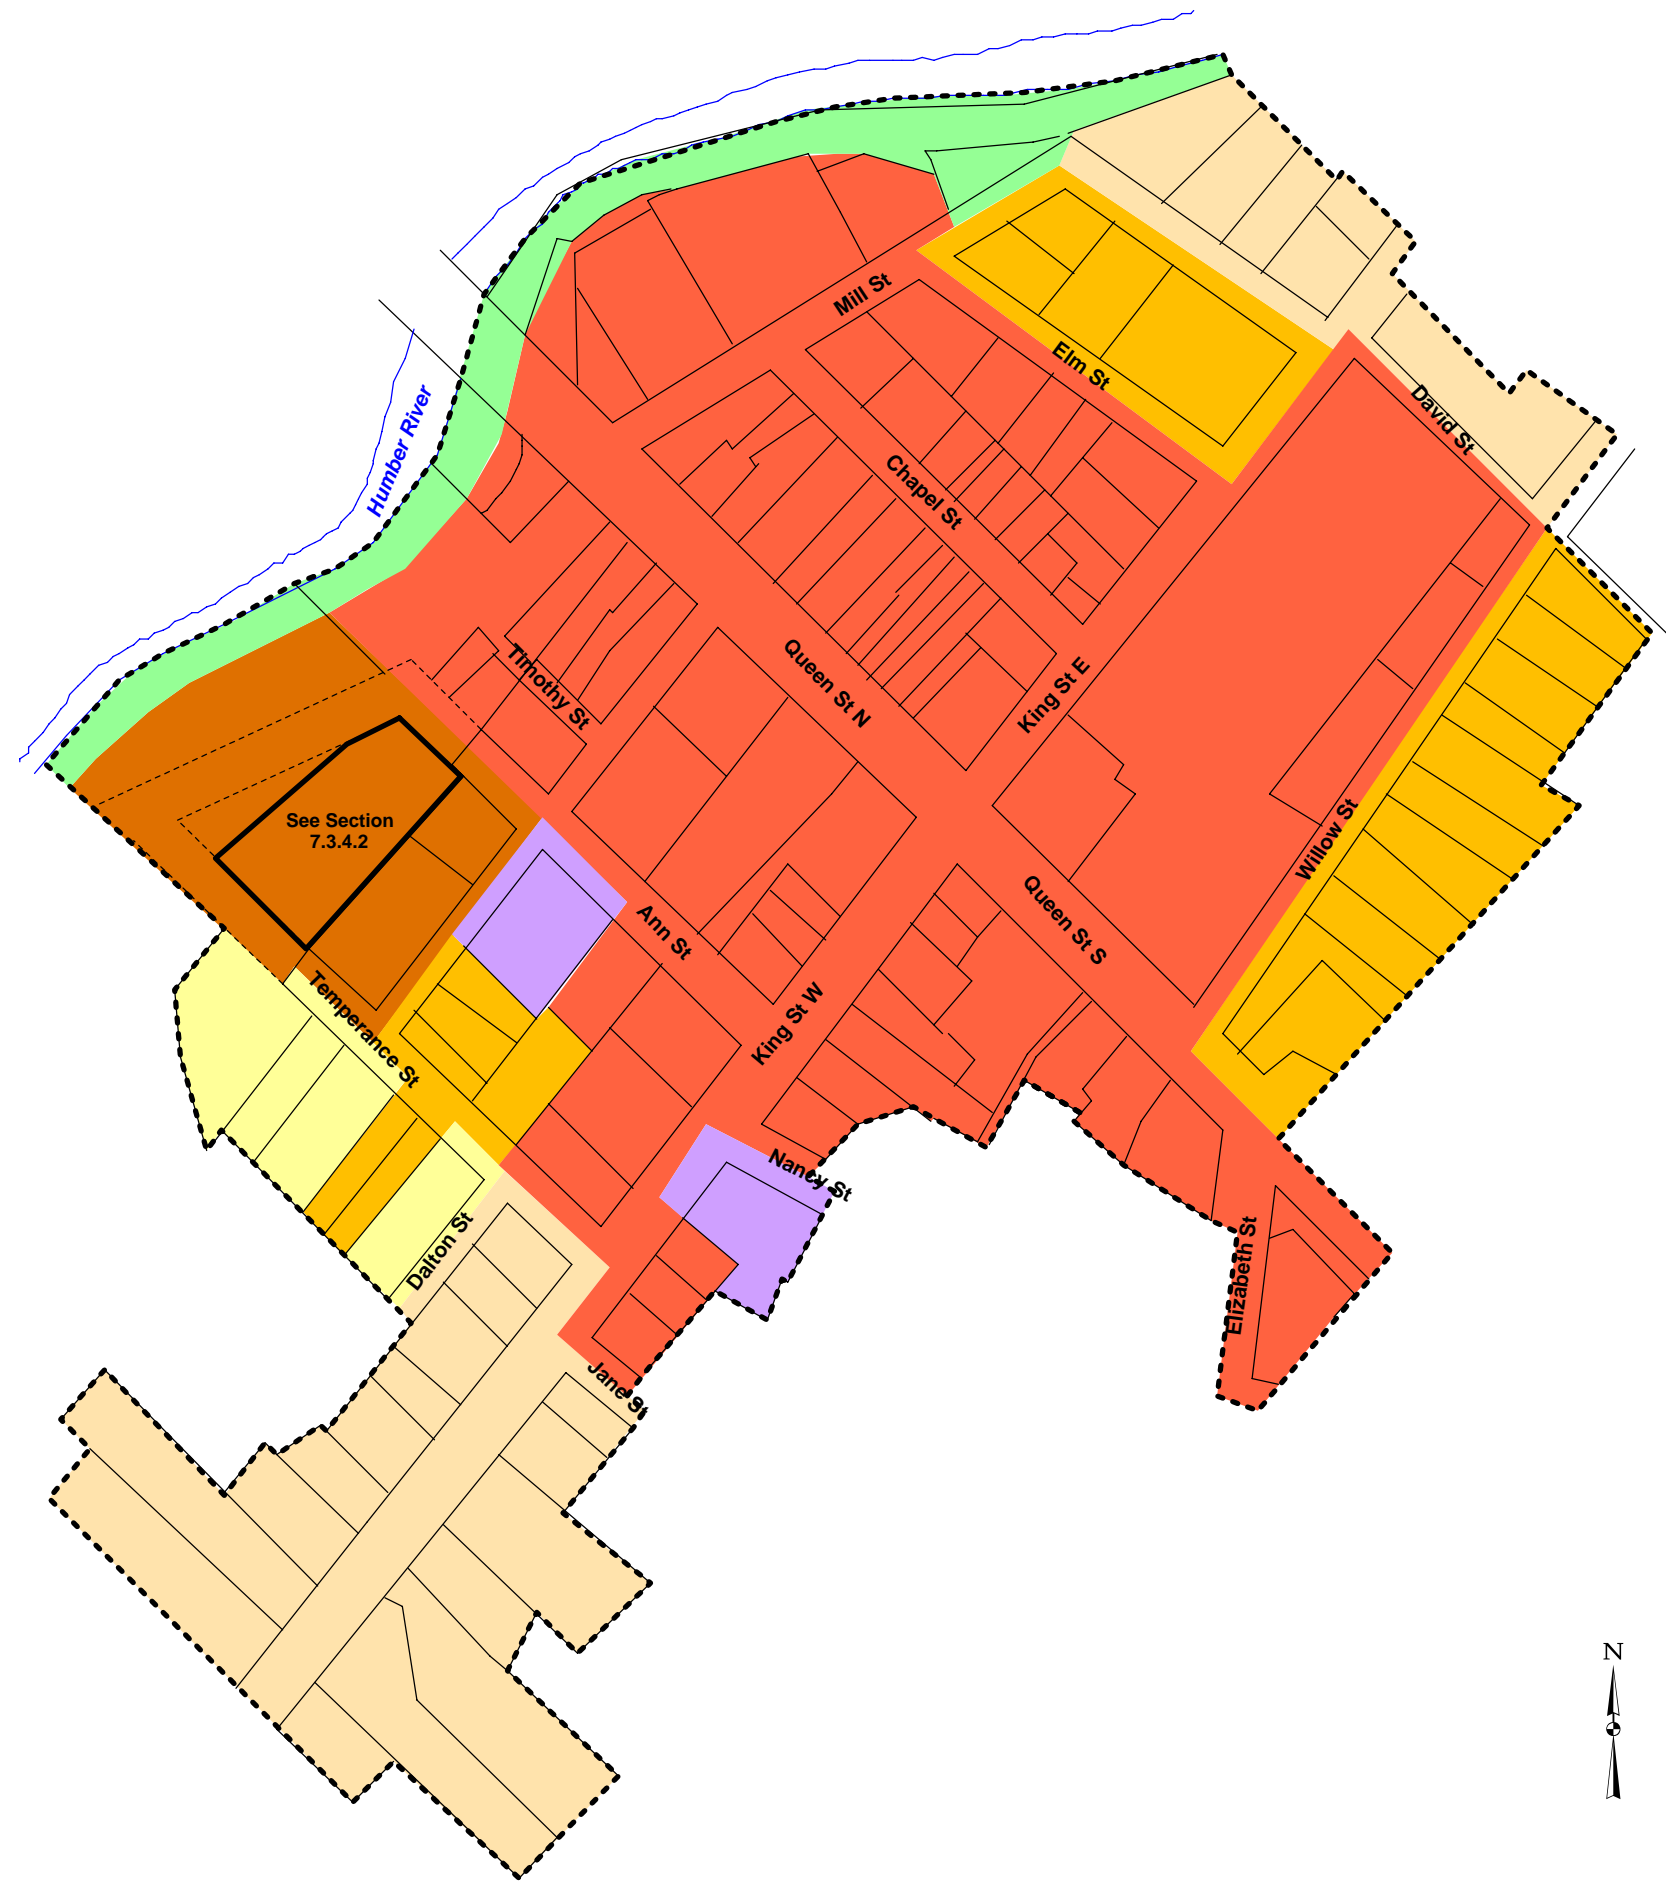 Mill St
Elm St
David St
Humber River
Chapel St
Timothy St
Queen St N
King St E
See Section
7.3.4.2
Willow St
Ann St
Queen St S
Temperance St
King St W
Nancy St
Dalton St
Elizabeth St
Jane St
N